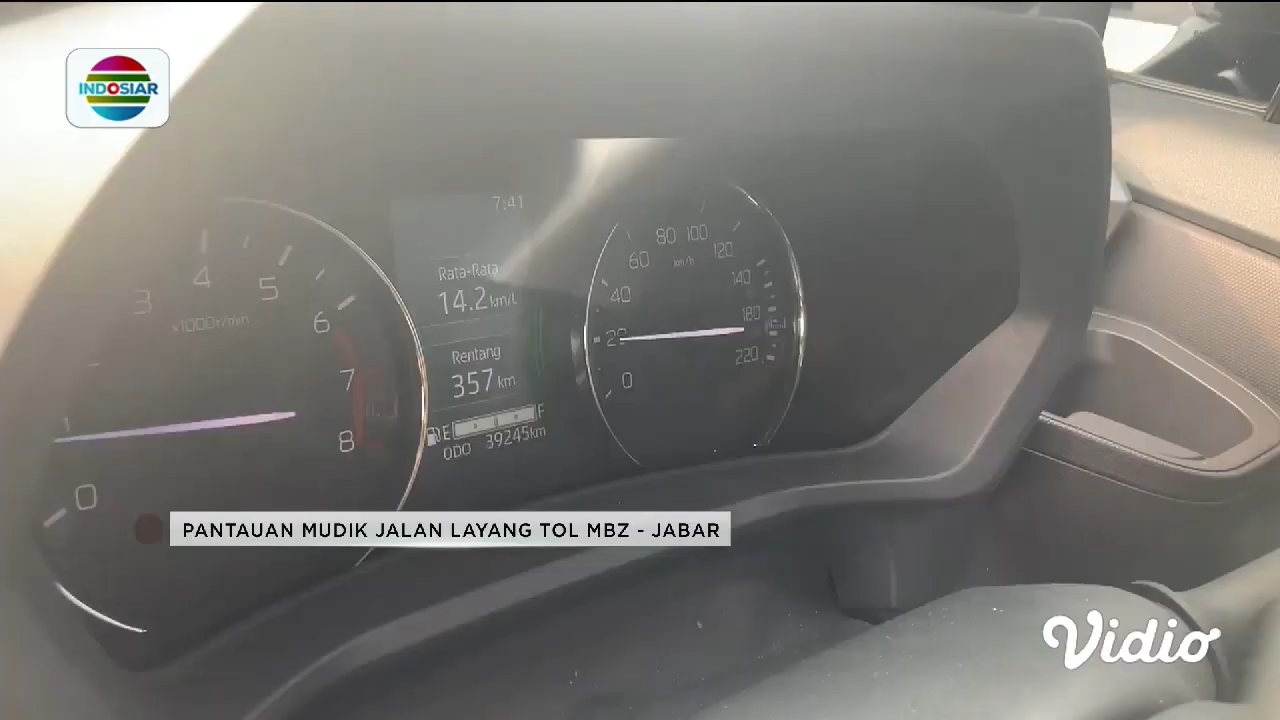 INDOSIAR
7:41
Rata-Rata
14.2 km/L
Rentang
357 km
E F
ODO 39245km
0
1
3
4
5
6
7
8
x1000r/min
0
20
40
60
80
100
120
140
180
220
km/h
PANTAUAN MUDIK JALAN LAYANG TOL MBZ - JABAR
Vidio